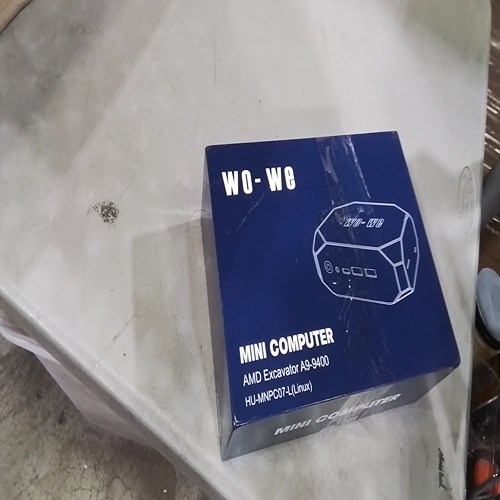 Wo-We
Wo-We
MINI COMPUTER
AMD Excavator A9-9400
HU-MNPC07-L(Linux)
MINI COMPUTER